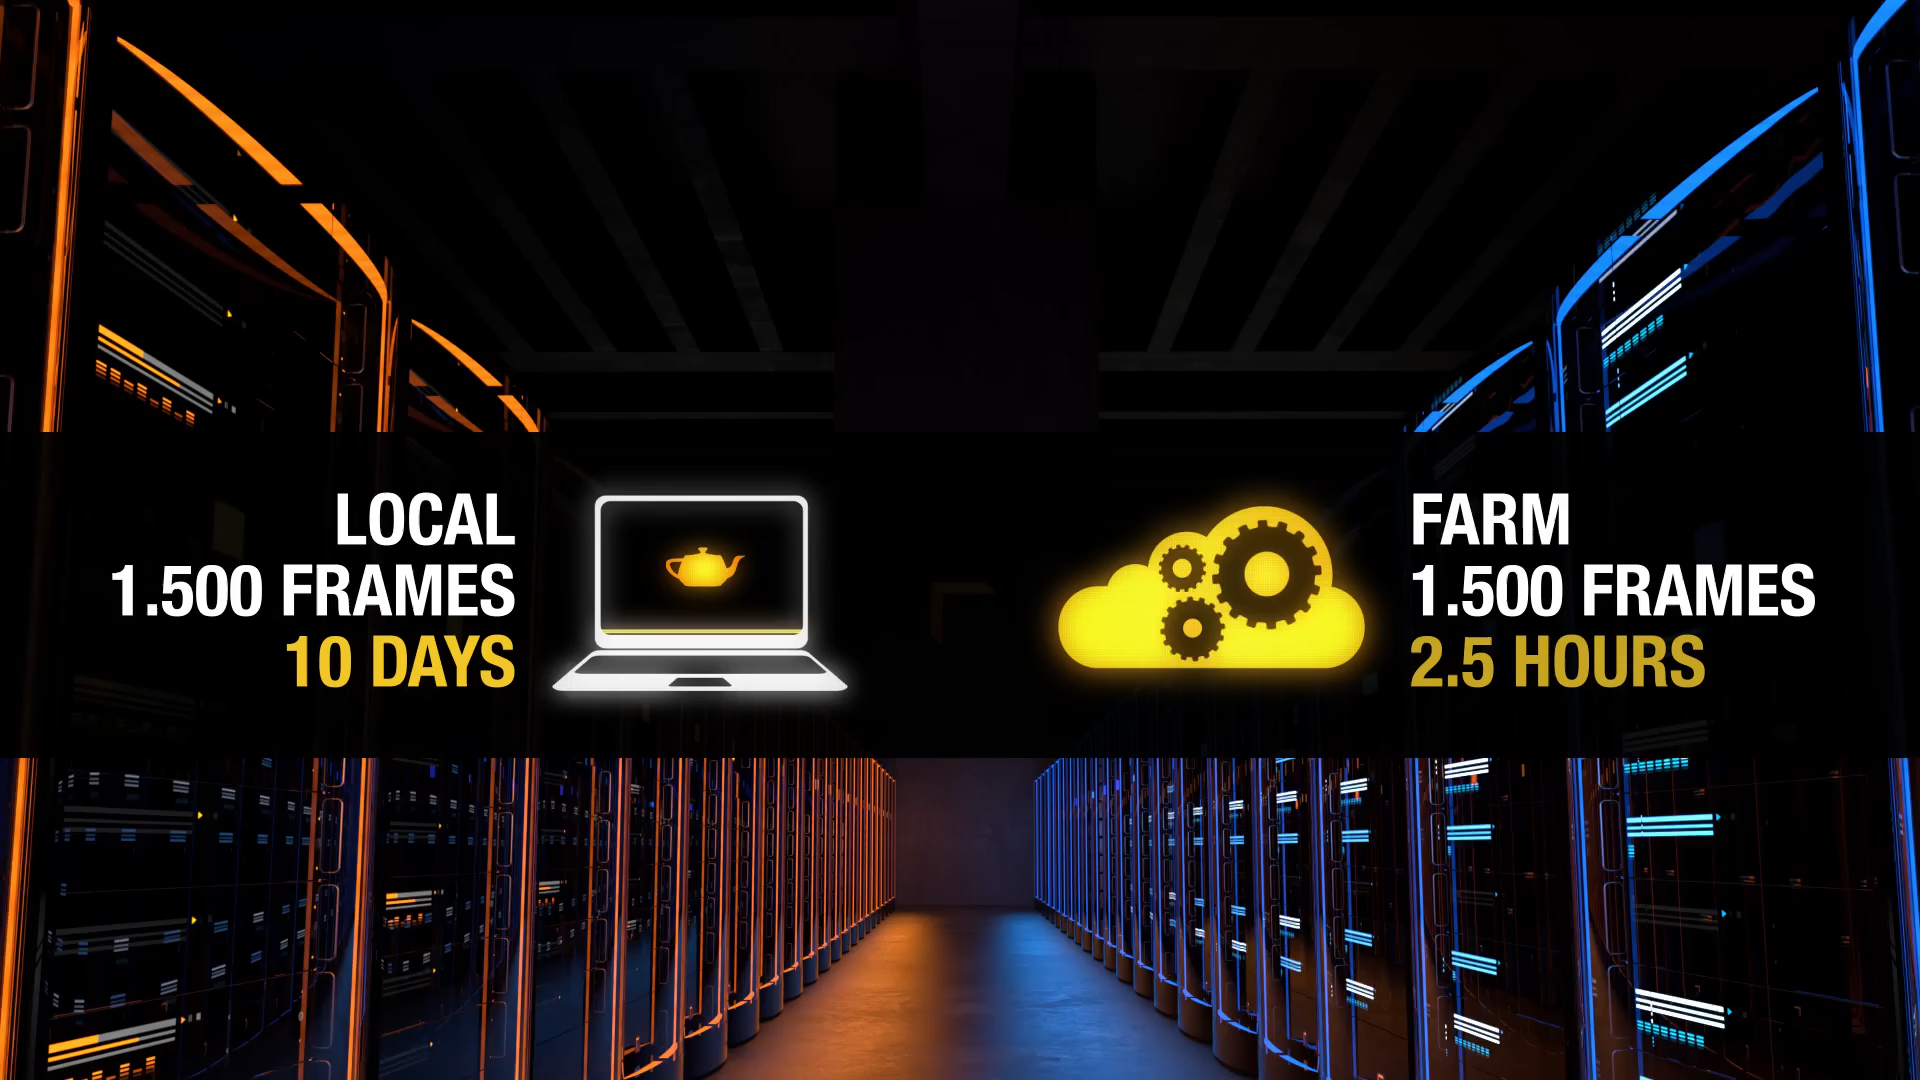 LOCAL
1.500 FRAMES
10 DAYS
FARM
1.500 FRAMES
2.5 HOURS